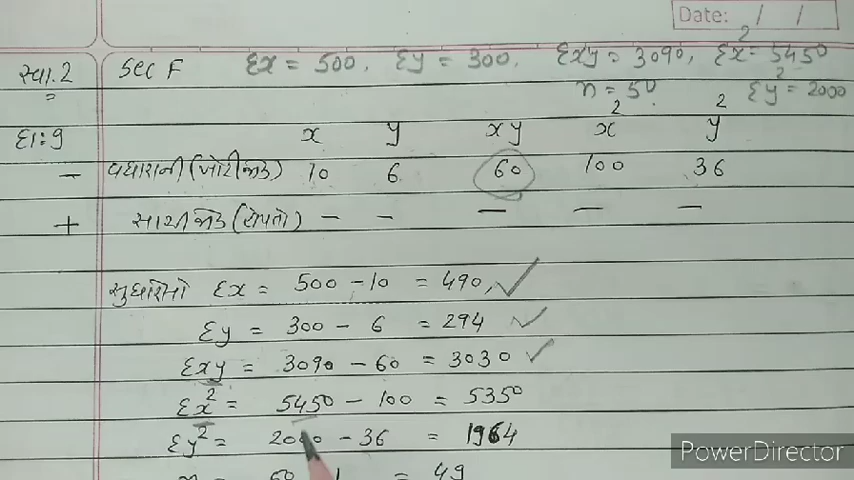 Date: / /
સ્વા.2 Sec F Σx = 500, Σy = 300, Σxy = 3090, Σx² = 5450
n = 50. Σy² = 2000
દા:9 x y xy x² y²
- વધારાની (ખોટી જોડ) 10 6 60 100 36
+ સાચી જોડ (રોપતો) - - - - -
સુધારેલો Σx = 500 - 10 = 490,
Σy = 300 - 6 = 294
Σxy = 3090 - 60 = 3030
Σx² = 5450 - 100 = 5350
Σy² = 2000 - 36 = 1964
= 49
PowerDirector